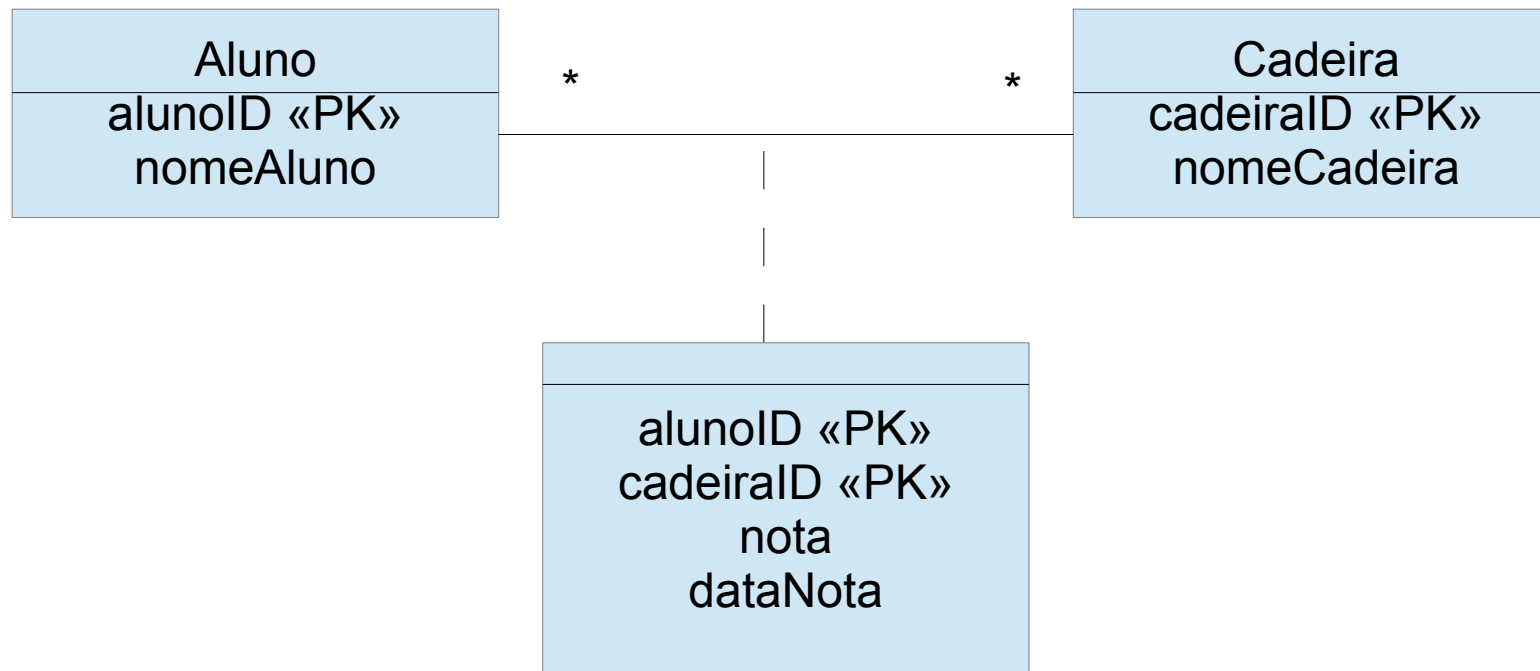 Aluno
alunoID «PK»
nomeAluno
*
*
Cadeira
cadeiraID «PK»
nomeCadeira
alunoID «PK»
cadeiraID «PK»
nota
dataNota